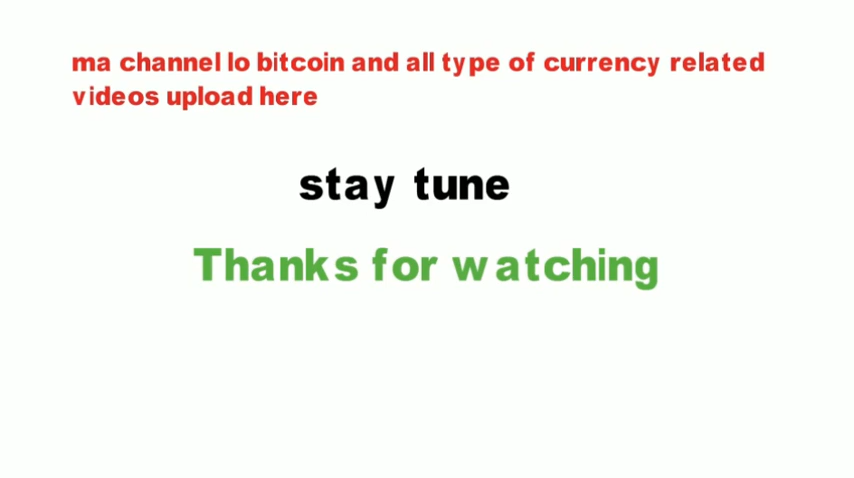 ma channel lo bitcoin and all type of currency related
videos upload here
stay tune
Thanks for watching